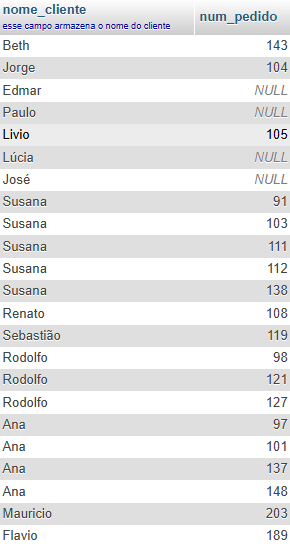 nome_cliente num_pedido
esse campo armazena o nome do cliente
Beth 143
Jorge 104
Edmar NULL
Paulo NULL
Livio 105
Lúcia NULL
José NULL
Susana 91
Susana 103
Susana 111
Susana 112
Susana 138
Renato 108
Sebastião 119
Rodolfo 98
Rodolfo 121
Rodolfo 127
Ana 97
Ana 101
Ana 137
Ana 148
Mauricio 203
Flavio 189